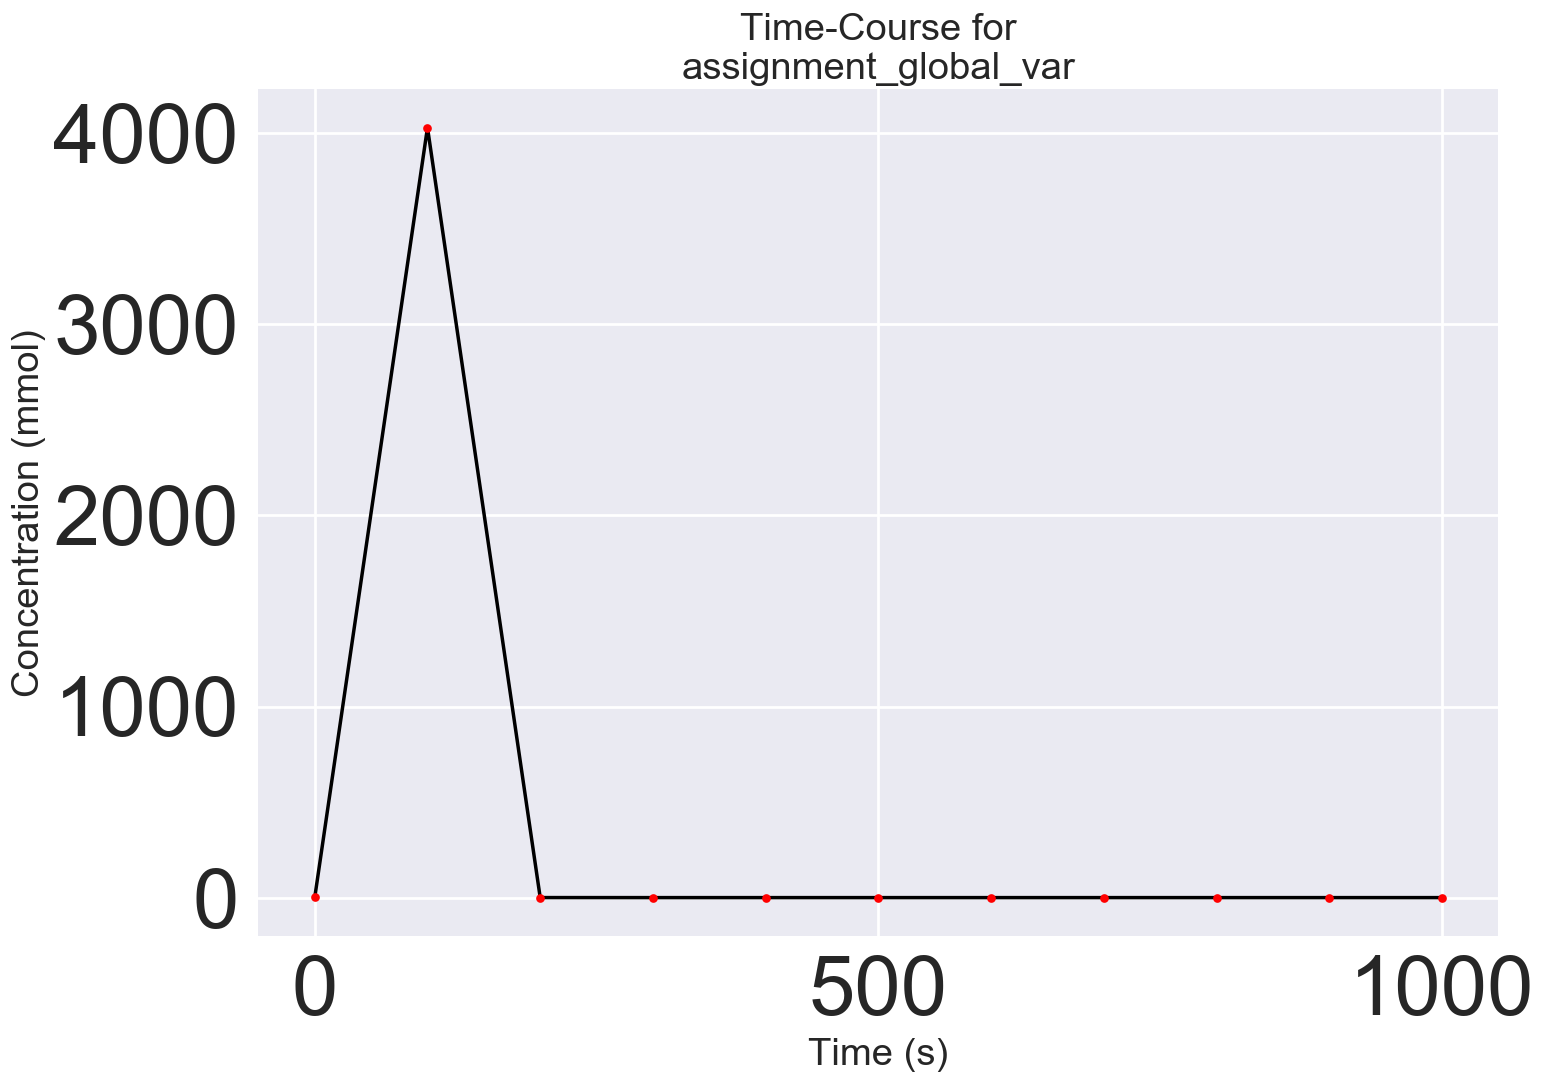 Time-Course for
assignment_global_var
4000
3000
2000
1000
0
Concentration (mmol)
0 500 1000
Time (s)